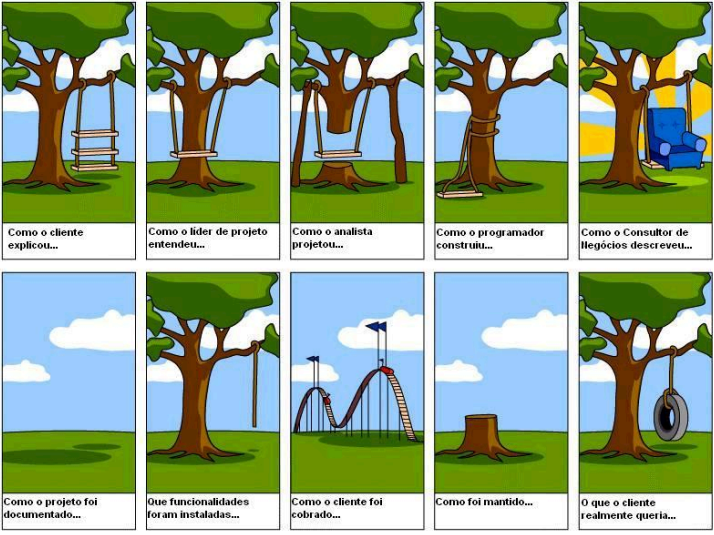 Como o cliente
explicou...
Como o líder de projeto
entendeu...
Como o analista
projetou...
Como o programador
construiu...
Como o Consultor de
Negócios descreveu...
Como o projeto foi
documentado...
Que funcionalidades
foram instaladas...
Como o cliente foi
cobrado...
Como foi mantido...
O que o cliente
realmente queria...